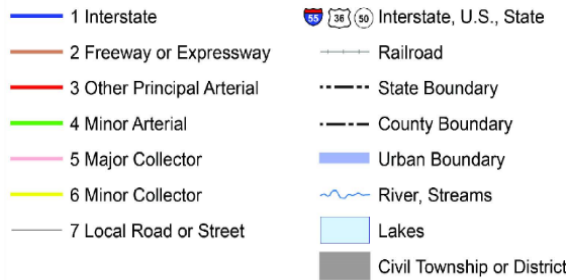 1 Interstate
2 Freeway or Expressway
3 Other Principal Arterial
4 Minor Arterial
5 Major Collector
6 Minor Collector
7 Local Road or Street
55 36 50 Interstate, U.S., State
Railroad
State Boundary
County Boundary
Urban Boundary
River, Streams
Lakes
Civil Township or District